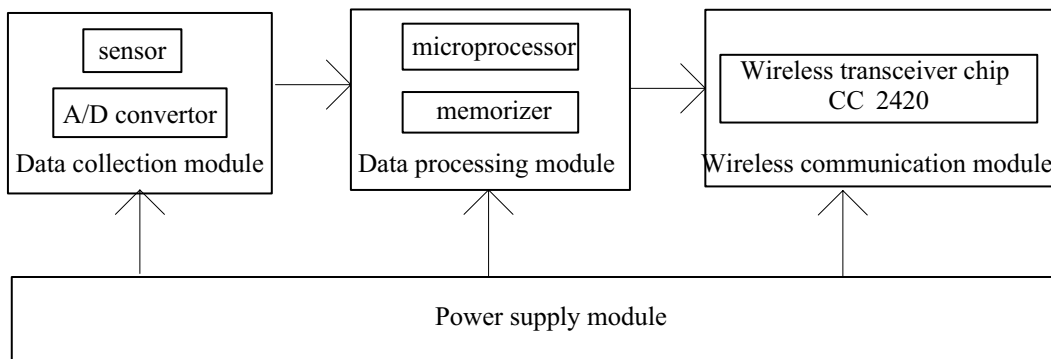 sensor
A/D convertor
Data collection module
microprocessor
memorizer
Data processing module
Wireless transceiver chip
CC 2420
Wireless communication module
Power supply module